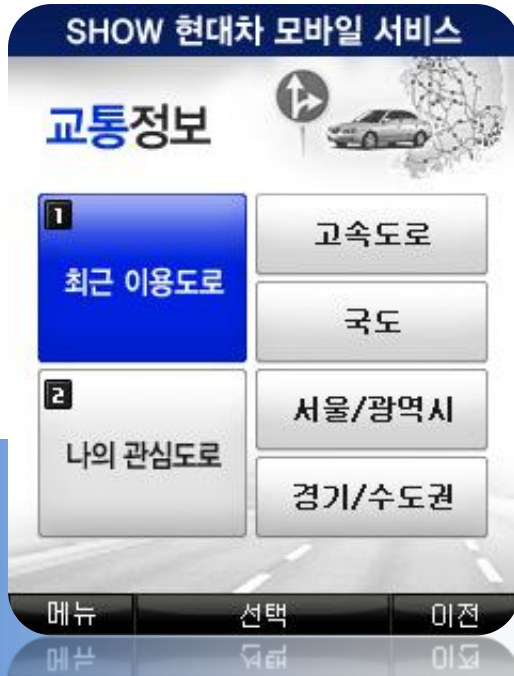 SHOW 현대차 모바일 서비스
교통정보
1
최근 이용도로
고속도로
국도
2
나의 관심도로
서울/광역시
경기/수도권
메뉴 선택 이전